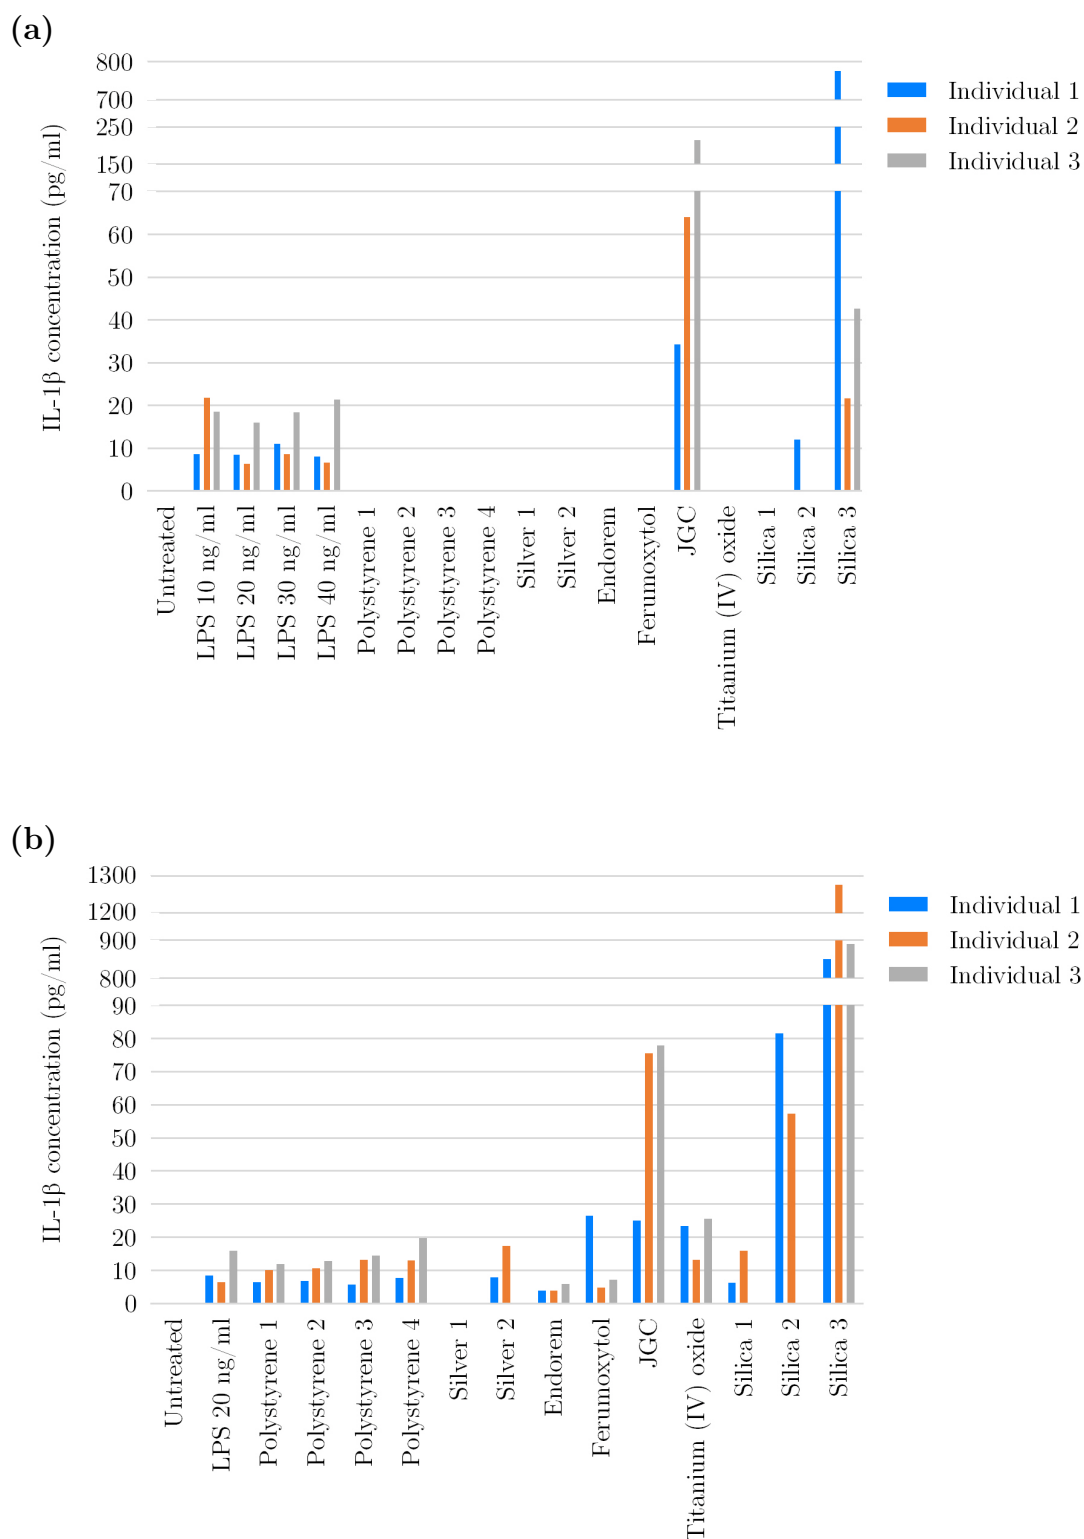 (a)
800
700
250
150
70
60
50
40
30
20
10
0
IL-1β concentration (pg/ml)
Individual 1
Individual 2
Individual 3
Untreated
LPS 10 ng/ml
LPS 20 ng/ml
LPS 30 ng/ml
LPS 40 ng/ml
Polystyrene 1
Polystyrene 2
Polystyrene 3
Polystyrene 4
Silver 1
Silver 2
Endorem
Ferumoxytol
JGC
Titanium (IV) oxide
Silica 1
Silica 2
Silica 3
(b)
1300
1200
900
800
90
80
70
60
50
40
30
20
10
0
IL-1β concentration (pg/ml)
Individual 1
Individual 2
Individual 3
Untreated
LPS 20 ng/ml
Polystyrene 1
Polystyrene 2
Polystyrene 3
Polystyrene 4
Silver 1
Silver 2
Endorem
Ferumoxytol
JGC
Titanium (IV) oxide
Silica 1
Silica 2
Silica 3